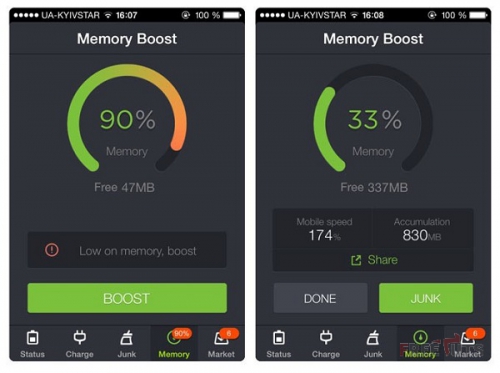 UA-KYIVSTAR 16:07 100 %
Memory Boost
90%
Memory
Free 47MB
Low on memory, boost
BOOST
90% 6
Status Charge Junk Memory Market
UA-KYIVSTAR 16:08 100 %
Memory Boost
33%
Memory
Free 337MB
Mobile speed Accumulation
174% 830MB
Share
DONE JUNK
6
Status Charge Junk Memory Market